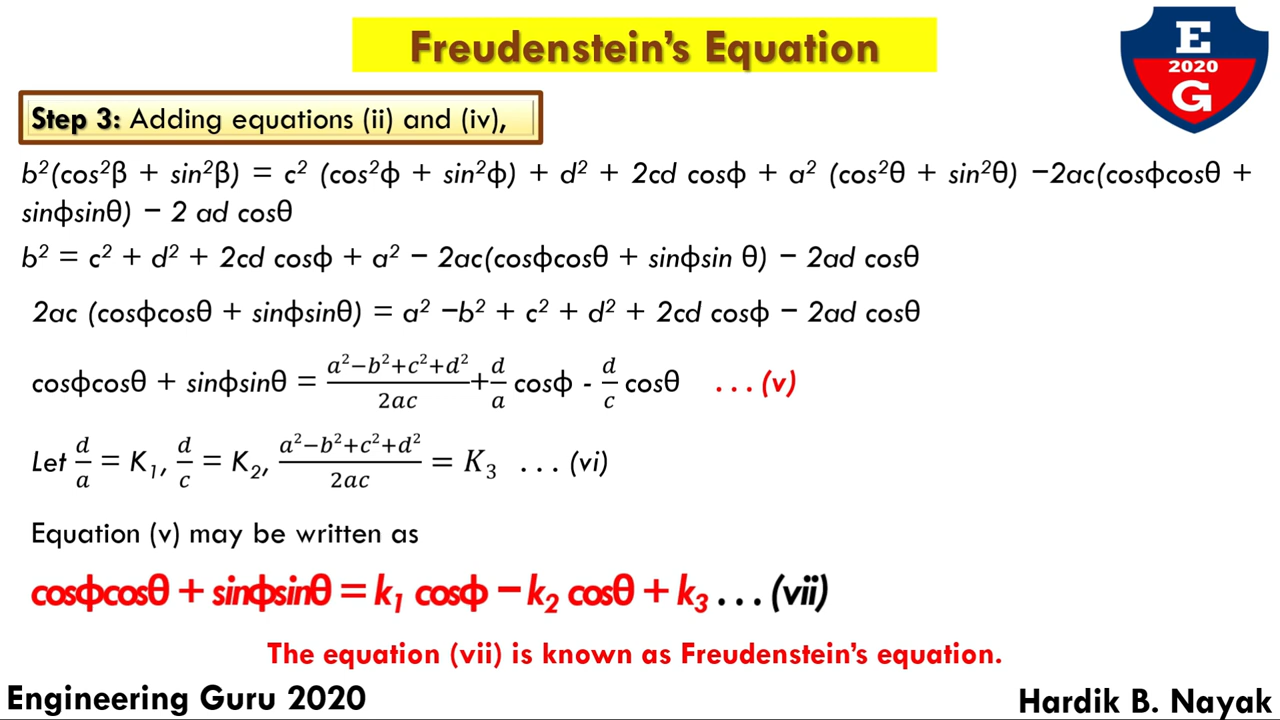 Freudenstein's Equation
E
2020
G
Step 3: Adding equations (ii) and (iv),
b²(cos²β + sin²β) = c² (cos²ϕ + sin²ϕ) + d² + 2cd cosϕ + a² (cos²θ + sin²θ) −2ac(cosϕcosθ +
sinϕsinθ) − 2 ad cosθ
b² = c² + d² + 2cd cosϕ + a² − 2ac(cosϕcosθ + sinϕsin θ) − 2ad cosθ
2ac (cosϕcosθ + sinϕsinθ) = a² −b² + c² + d² + 2cd cosϕ − 2ad cosθ
cosϕcosθ + sinϕsinθ = (a²−b²+c²+d²)/(2ac) + d/a cosϕ - d/c cosθ . . . (v)
Let d/a = K₁, d/c = K₂, (a²−b²+c²+d²)/(2ac) = K₃ . . . (vi)
Equation (v) may be written as
cosϕcosθ + sinϕsinθ = k₁ cosϕ − k₂ cosθ + k₃ . . . (vii)
The equation (vii) is known as Freudenstein's equation.
Engineering Guru 2020
Hardik B. Nayak